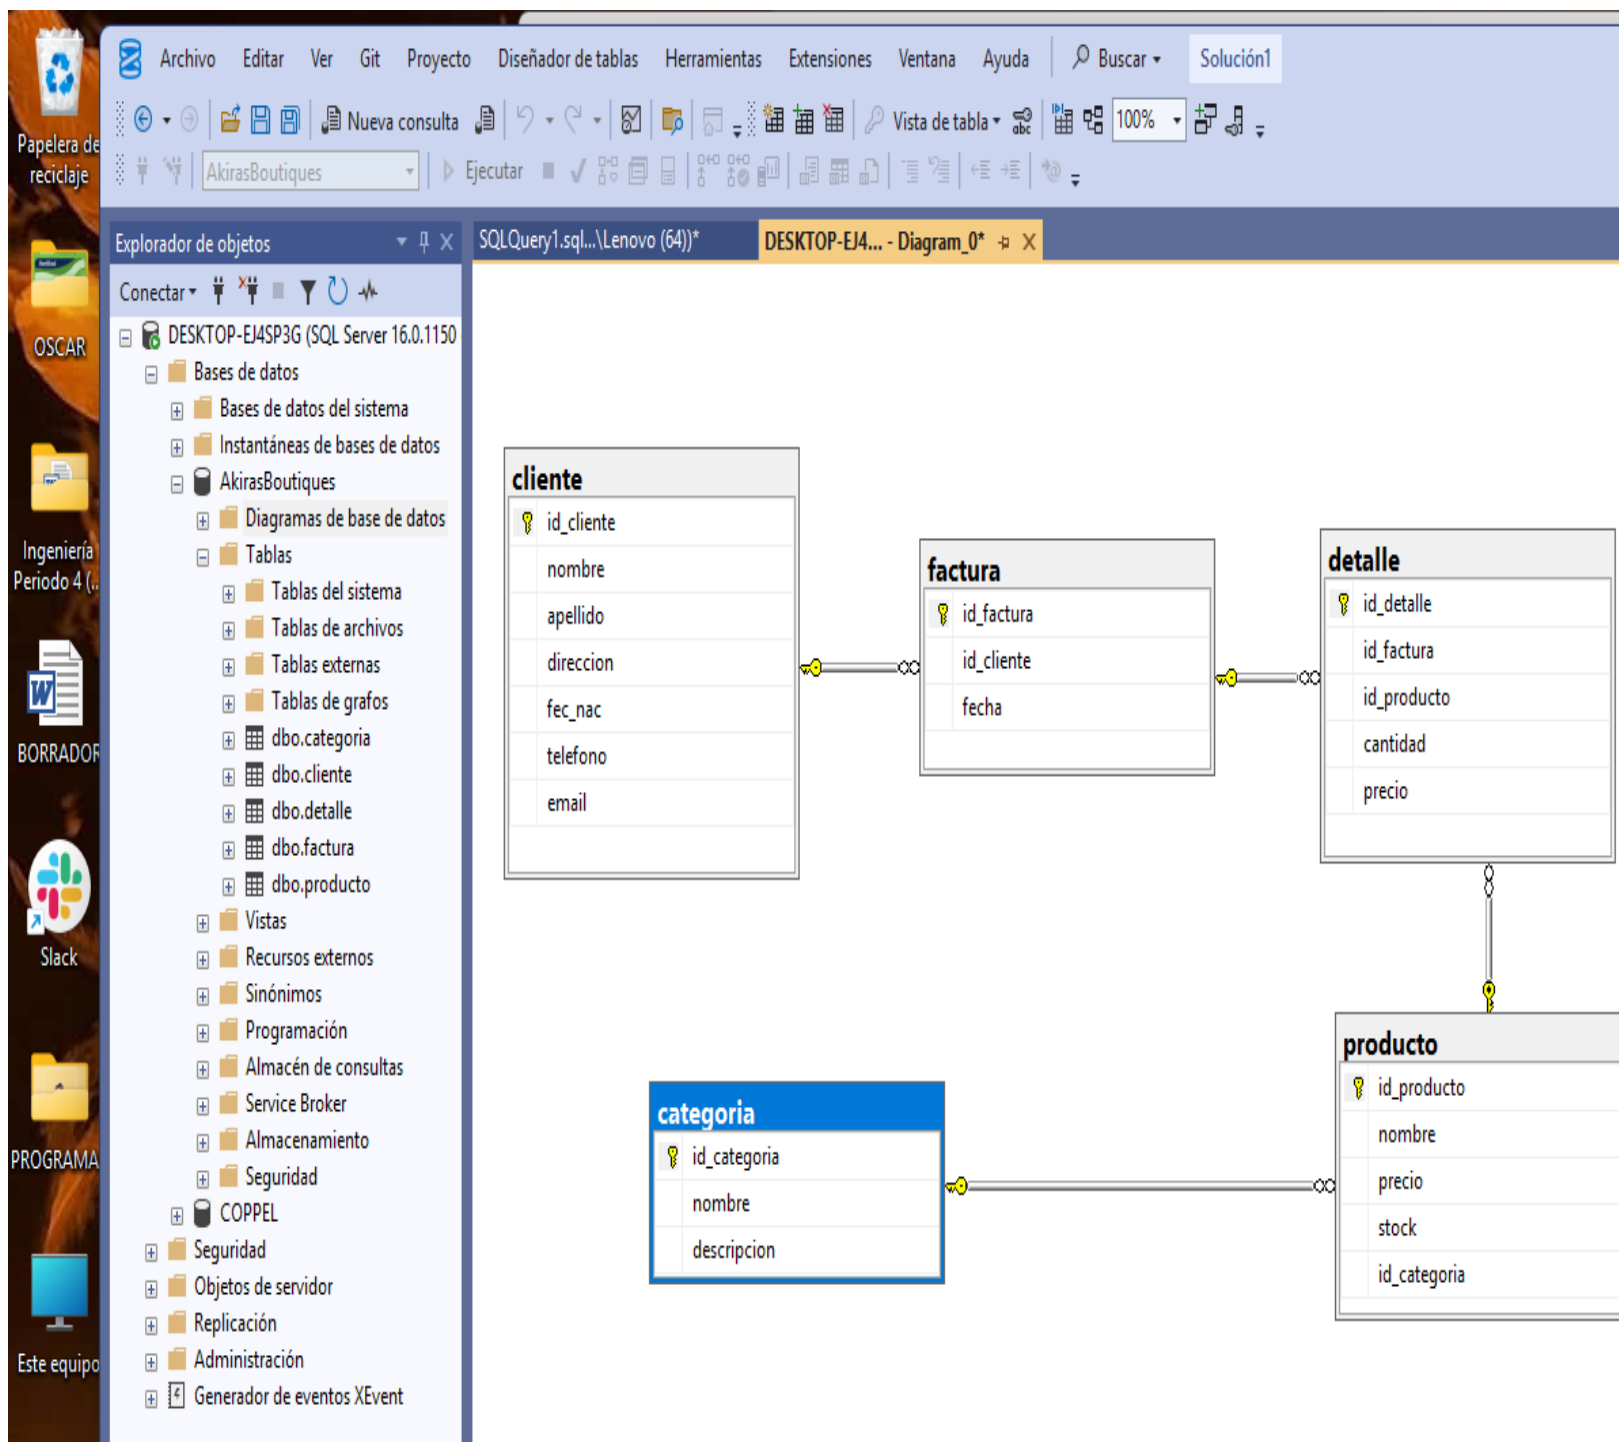 Archivo Editar Ver Git Proyecto Diseñador de tablas Herramientas Extensiones Ventana Ayuda Buscar Solución1
Nueva consulta Vista de tabla 100%
AkirasBoutiques Ejecutar
Papelera de
reciclaje
OSCAR
Ingeniería
Periodo 4 (..
BORRADOR
Slack
PROGRAMA
Este equipo
Explorador de objetos
Conectar
DESKTOP-EJ4SP3G (SQL Server 16.0.1150
Bases de datos
Bases de datos del sistema
Instantáneas de bases de datos
AkirasBoutiques
Diagramas de base de datos
Tablas
Tablas del sistema
Tablas de archivos
Tablas externas
Tablas de grafos
dbo.categoria
dbo.cliente
dbo.detalle
dbo.factura
dbo.producto
Vistas
Recursos externos
Sinónimos
Programación
Almacén de consultas
Service Broker
Almacenamiento
Seguridad
COPPEL
Seguridad
Objetos de servidor
Replicación
Administración
Generador de eventos XEvent
SQLQuery1.sql...\Lenovo (64))*
DESKTOP-EJ4... - Diagram_0*
cliente
id_cliente
nombre
apellido
direccion
fec_nac
telefono
email
factura
id_factura
id_cliente
fecha
detalle
id_detalle
id_factura
id_producto
cantidad
precio
categoria
id_categoria
nombre
descripcion
producto
id_producto
nombre
precio
stock
id_categoria